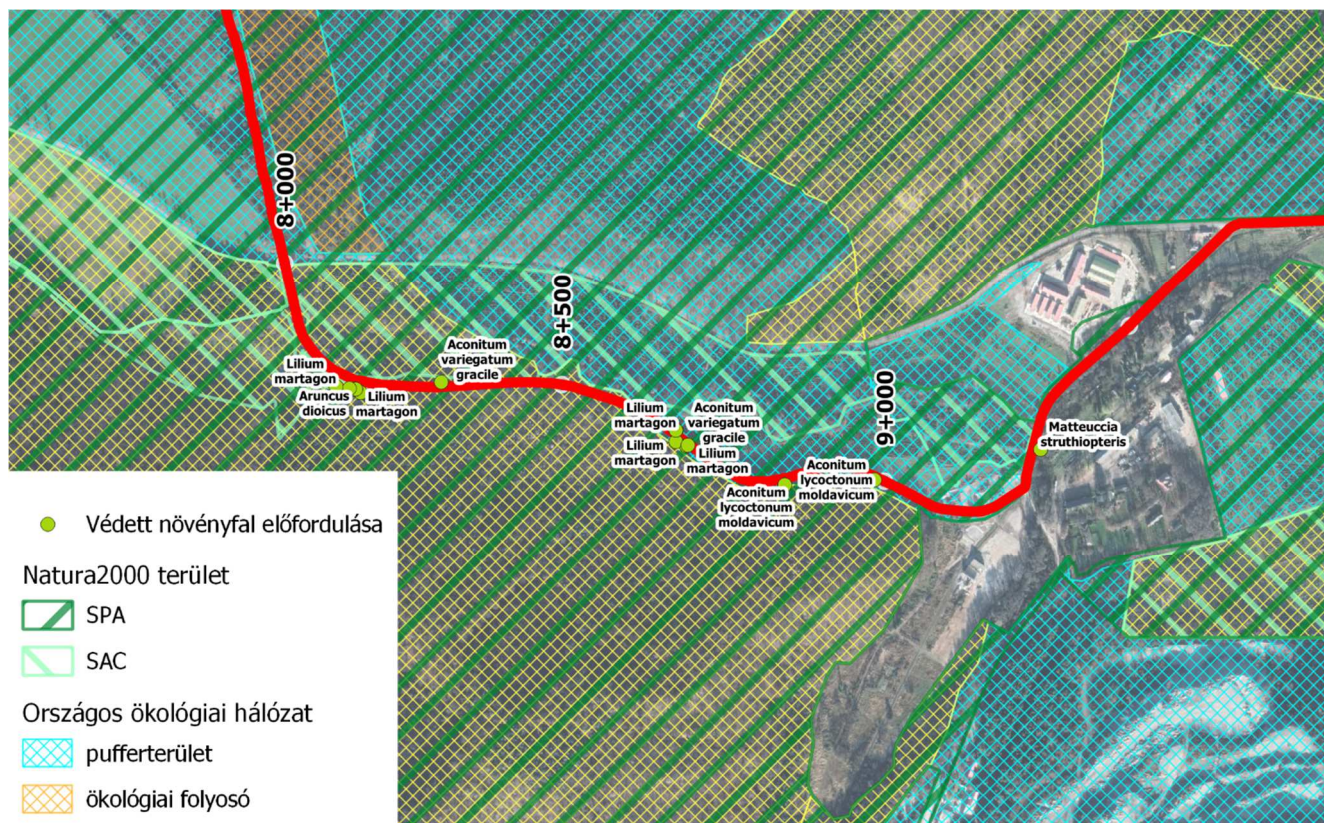 8+000
8+500
9+000
Lilium
martagon
Aruncus
dioicus
Lilium
martagon
Aconitum
variegatum
gracile
Lilium
martagon
Lilium
martagon
Aconitum
variegatum
gracile
Lilium
martagon
Aconitum
lycoctonum
moldavicum
Aconitum
lycoctonum
moldavicum
Matteuccia
struthiopteris
Védett növényfal előfordulása
Natura2000 terület
SPA
SAC
Országos ökológiai hálózat
pufferterület
ökológiai folyosó